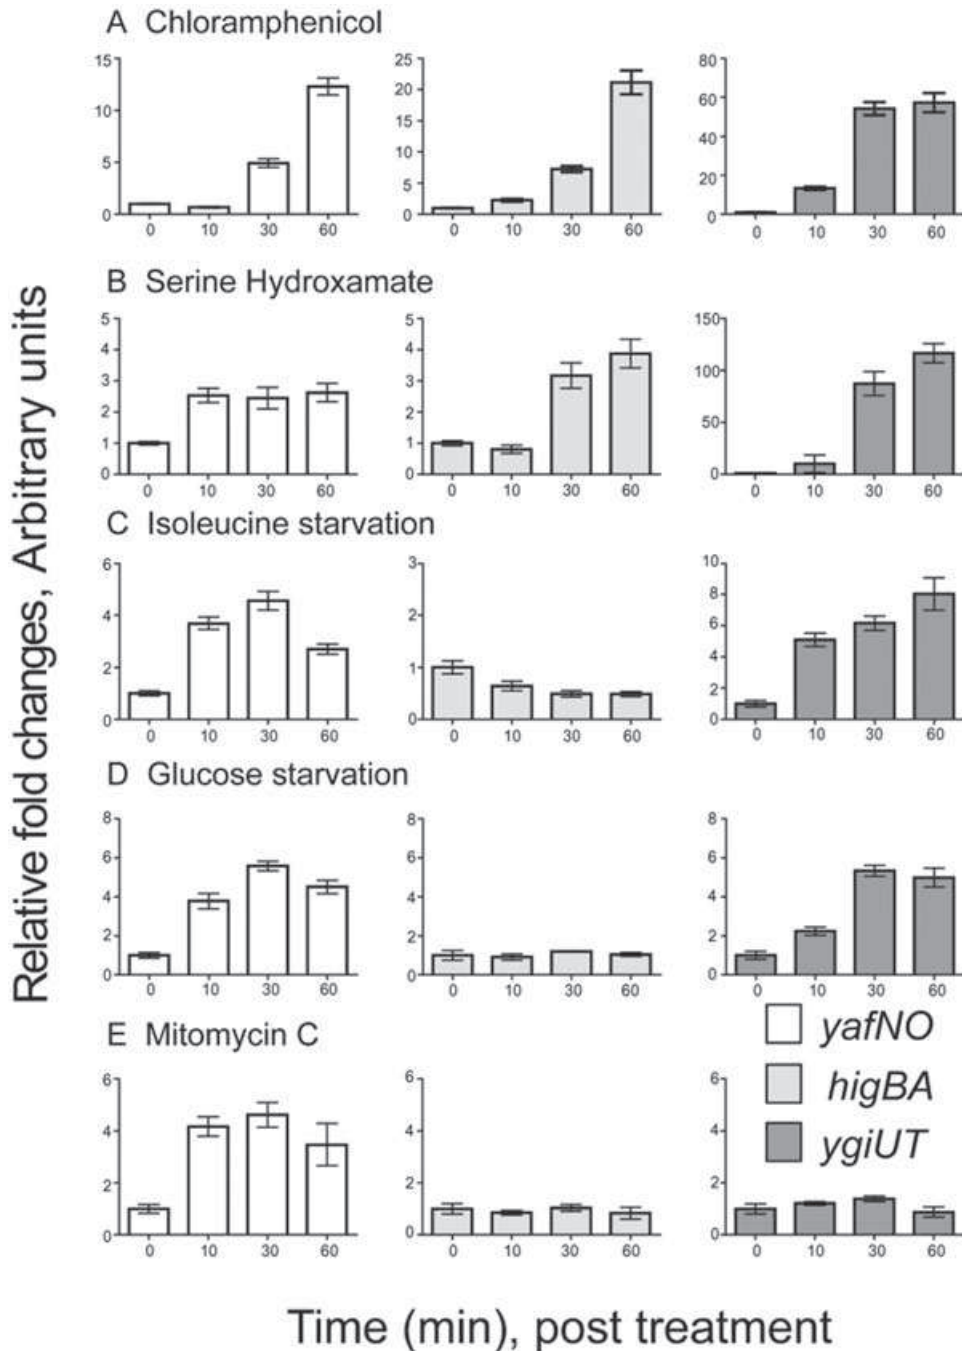 A Chloramphenicol
15
10
5
0
0 10 30 60
25
20
15
10
5
0
0 10 30 60
80
60
40
20
0
0 10 30 60
B Serine Hydroxamate
5
4
3
2
1
0
0 10 30 60
5
4
3
2
1
0
0 10 30 60
150
100
50
0
0 10 30 60
C Isoleucine starvation
6
4
2
0
0 10 30 60
3
2
1
0
0 10 30 60
10
8
6
4
2
0
0 10 30 60
D Glucose starvation
8
6
4
2
0
0 10 30 60
8
6
4
2
0
0 10 30 60
8
6
4
2
0
0 10 30 60
E Mitomycin C
6
4
2
0
0 10 30 60
6
4
2
0
0 10 30 60
6
4
2
0
0 10 30 60
yafNO
higBA
ygiUT
Relative fold changes, Arbitrary units
Time (min), post treatment